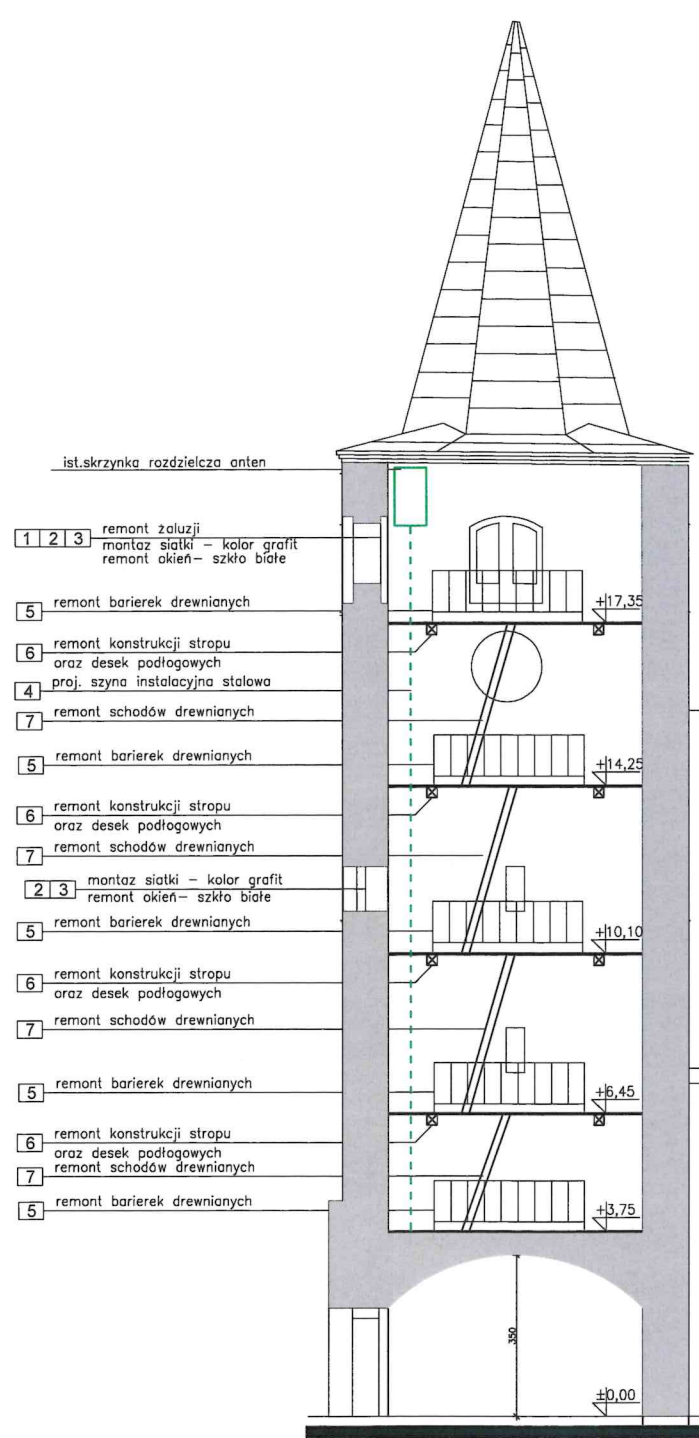 ist.skrzynka rozdzielcza anten
1 2 3 remont żaluzji
montaz siatki – kolor grafit
remont okień– szkło białe
5 remont barierek drewnianych
+17,35
6 remont konstrukcji stropu
oraz desek podłogowych
4 proj. szyna instalacyjna stalowa
7 remont schodów drewnianych
5 remont barierek drewnianych
+14,25
6 remont konstrukcji stropu
oraz desek podłogowych
7 remont schodów drewnianych
2 3 montaz siatki – kolor grafit
remont okień– szkło białe
5 remont barierek drewnianych
+10,10
6 remont konstrukcji stropu
oraz desek podłogowych
7 remont schodów drewnianych
5 remont barierek drewnianych
+6,45
6 remont konstrukcji stropu
oraz desek podłogowych
7 remont schodów drewnianych
5 remont barierek drewnianych
+3,75
350
±0,00